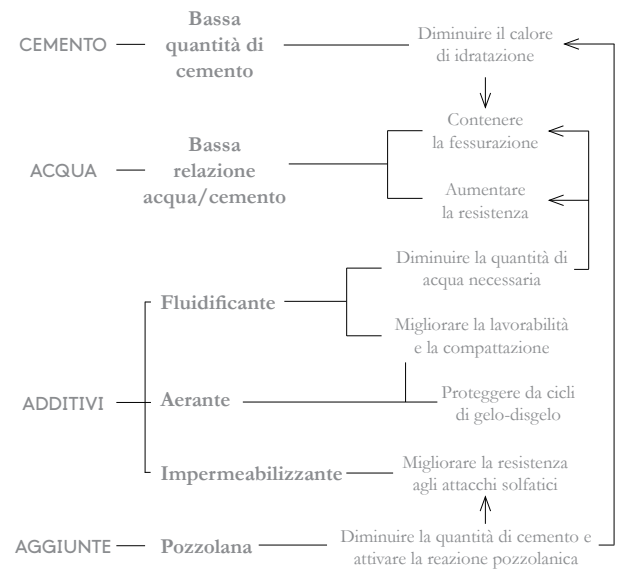 CEMENTO
Bassa
quantità di
cemento
Diminuire il calore
di idratazione
Contenere
la fessurazione
ACQUA
Bassa
relazione
acqua/cemento
Aumentare
la resistenza
Diminuire la quantità di
acqua necessaria
Fluidificante
Migliorare la lavorabilità
e la compattazione
ADDITIVI
Aerante
Proteggere da cicli
di gelo-disgelo
Impermeabilizzante
Migliorare la resistenza
agli attacchi solfatici
AGGIUNTE
Pozzolana
Diminuire la quantità di cemento e
attivare la reazione pozzolanica